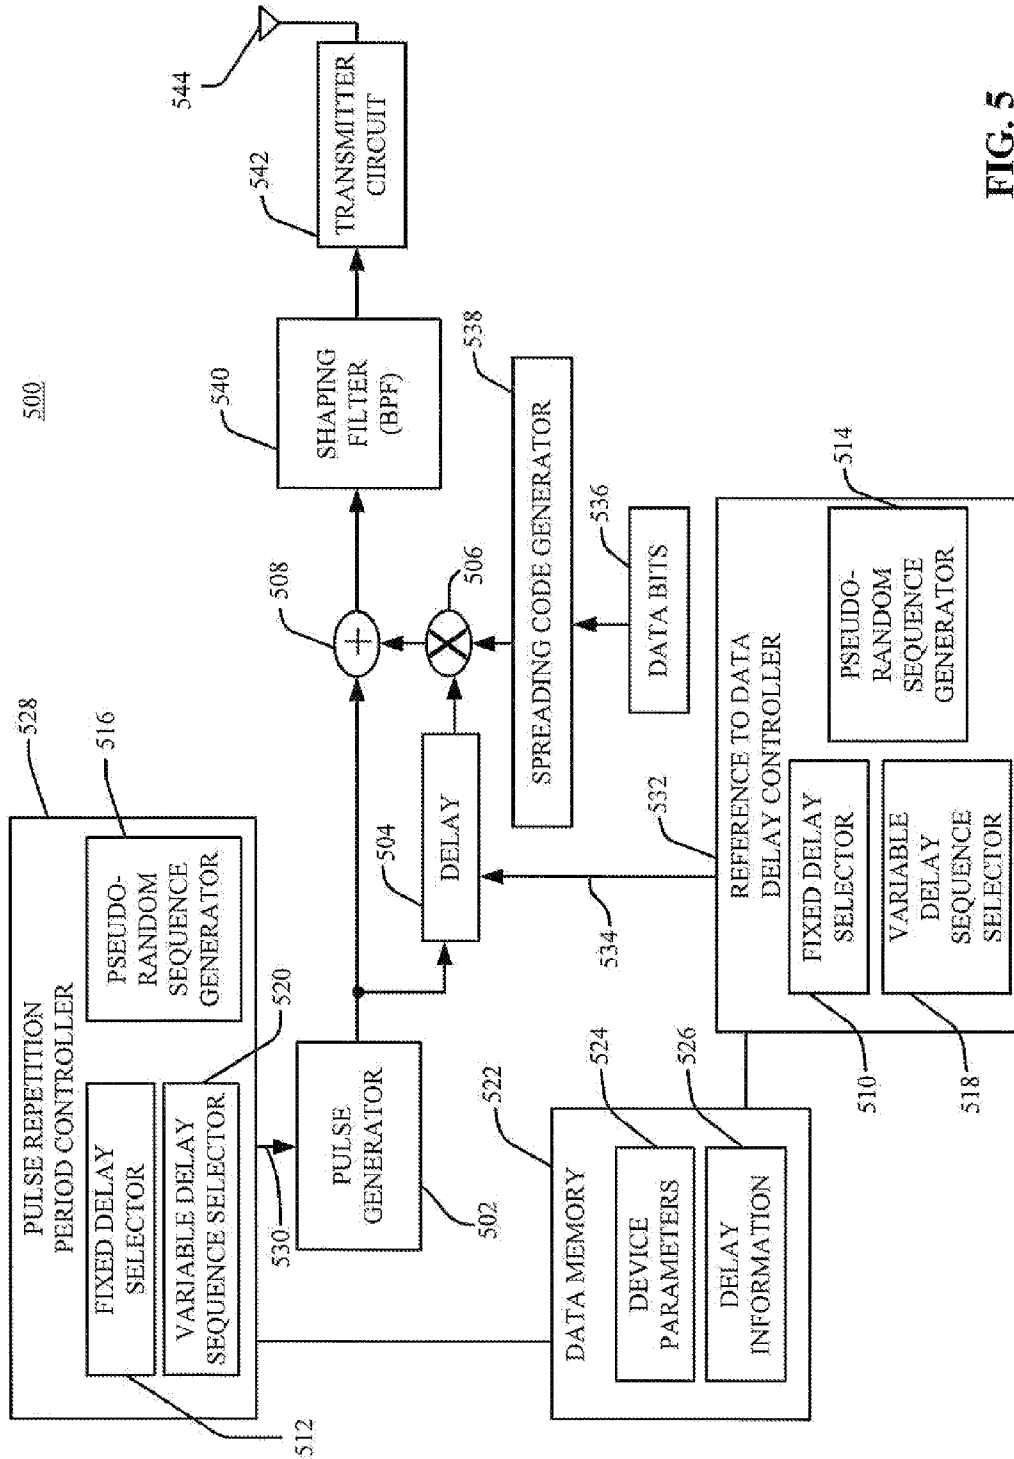 500
PULSE REPETITION
PERIOD CONTROLLER
528
FIXED DELAY
SELECTOR
512
VARIABLE DELAY
SEQUENCE SELECTOR
520
PSEUDO-
RANDOM
SEQUENCE
GENERATOR
516
530
PULSE
GENERATOR
502
504
DELAY
508
+
506
X
540
SHAPING
FILTER
(BPF)
542
TRANSMITTER
CIRCUIT
544
SPREADING CODE GENERATOR
538
DATA BITS
536
DATA MEMORY
522
DEVICE
PARAMETERS
524
DELAY
INFORMATION
526
534
532
REFERENCE TO DATA
DELAY CONTROLLER
FIXED DELAY
SELECTOR
510
VARIABLE
DELAY
SEQUENCE
SELECTOR
518
PSEUDO-
RANDOM
SEQUENCE
GENERATOR
514
FIG. 5